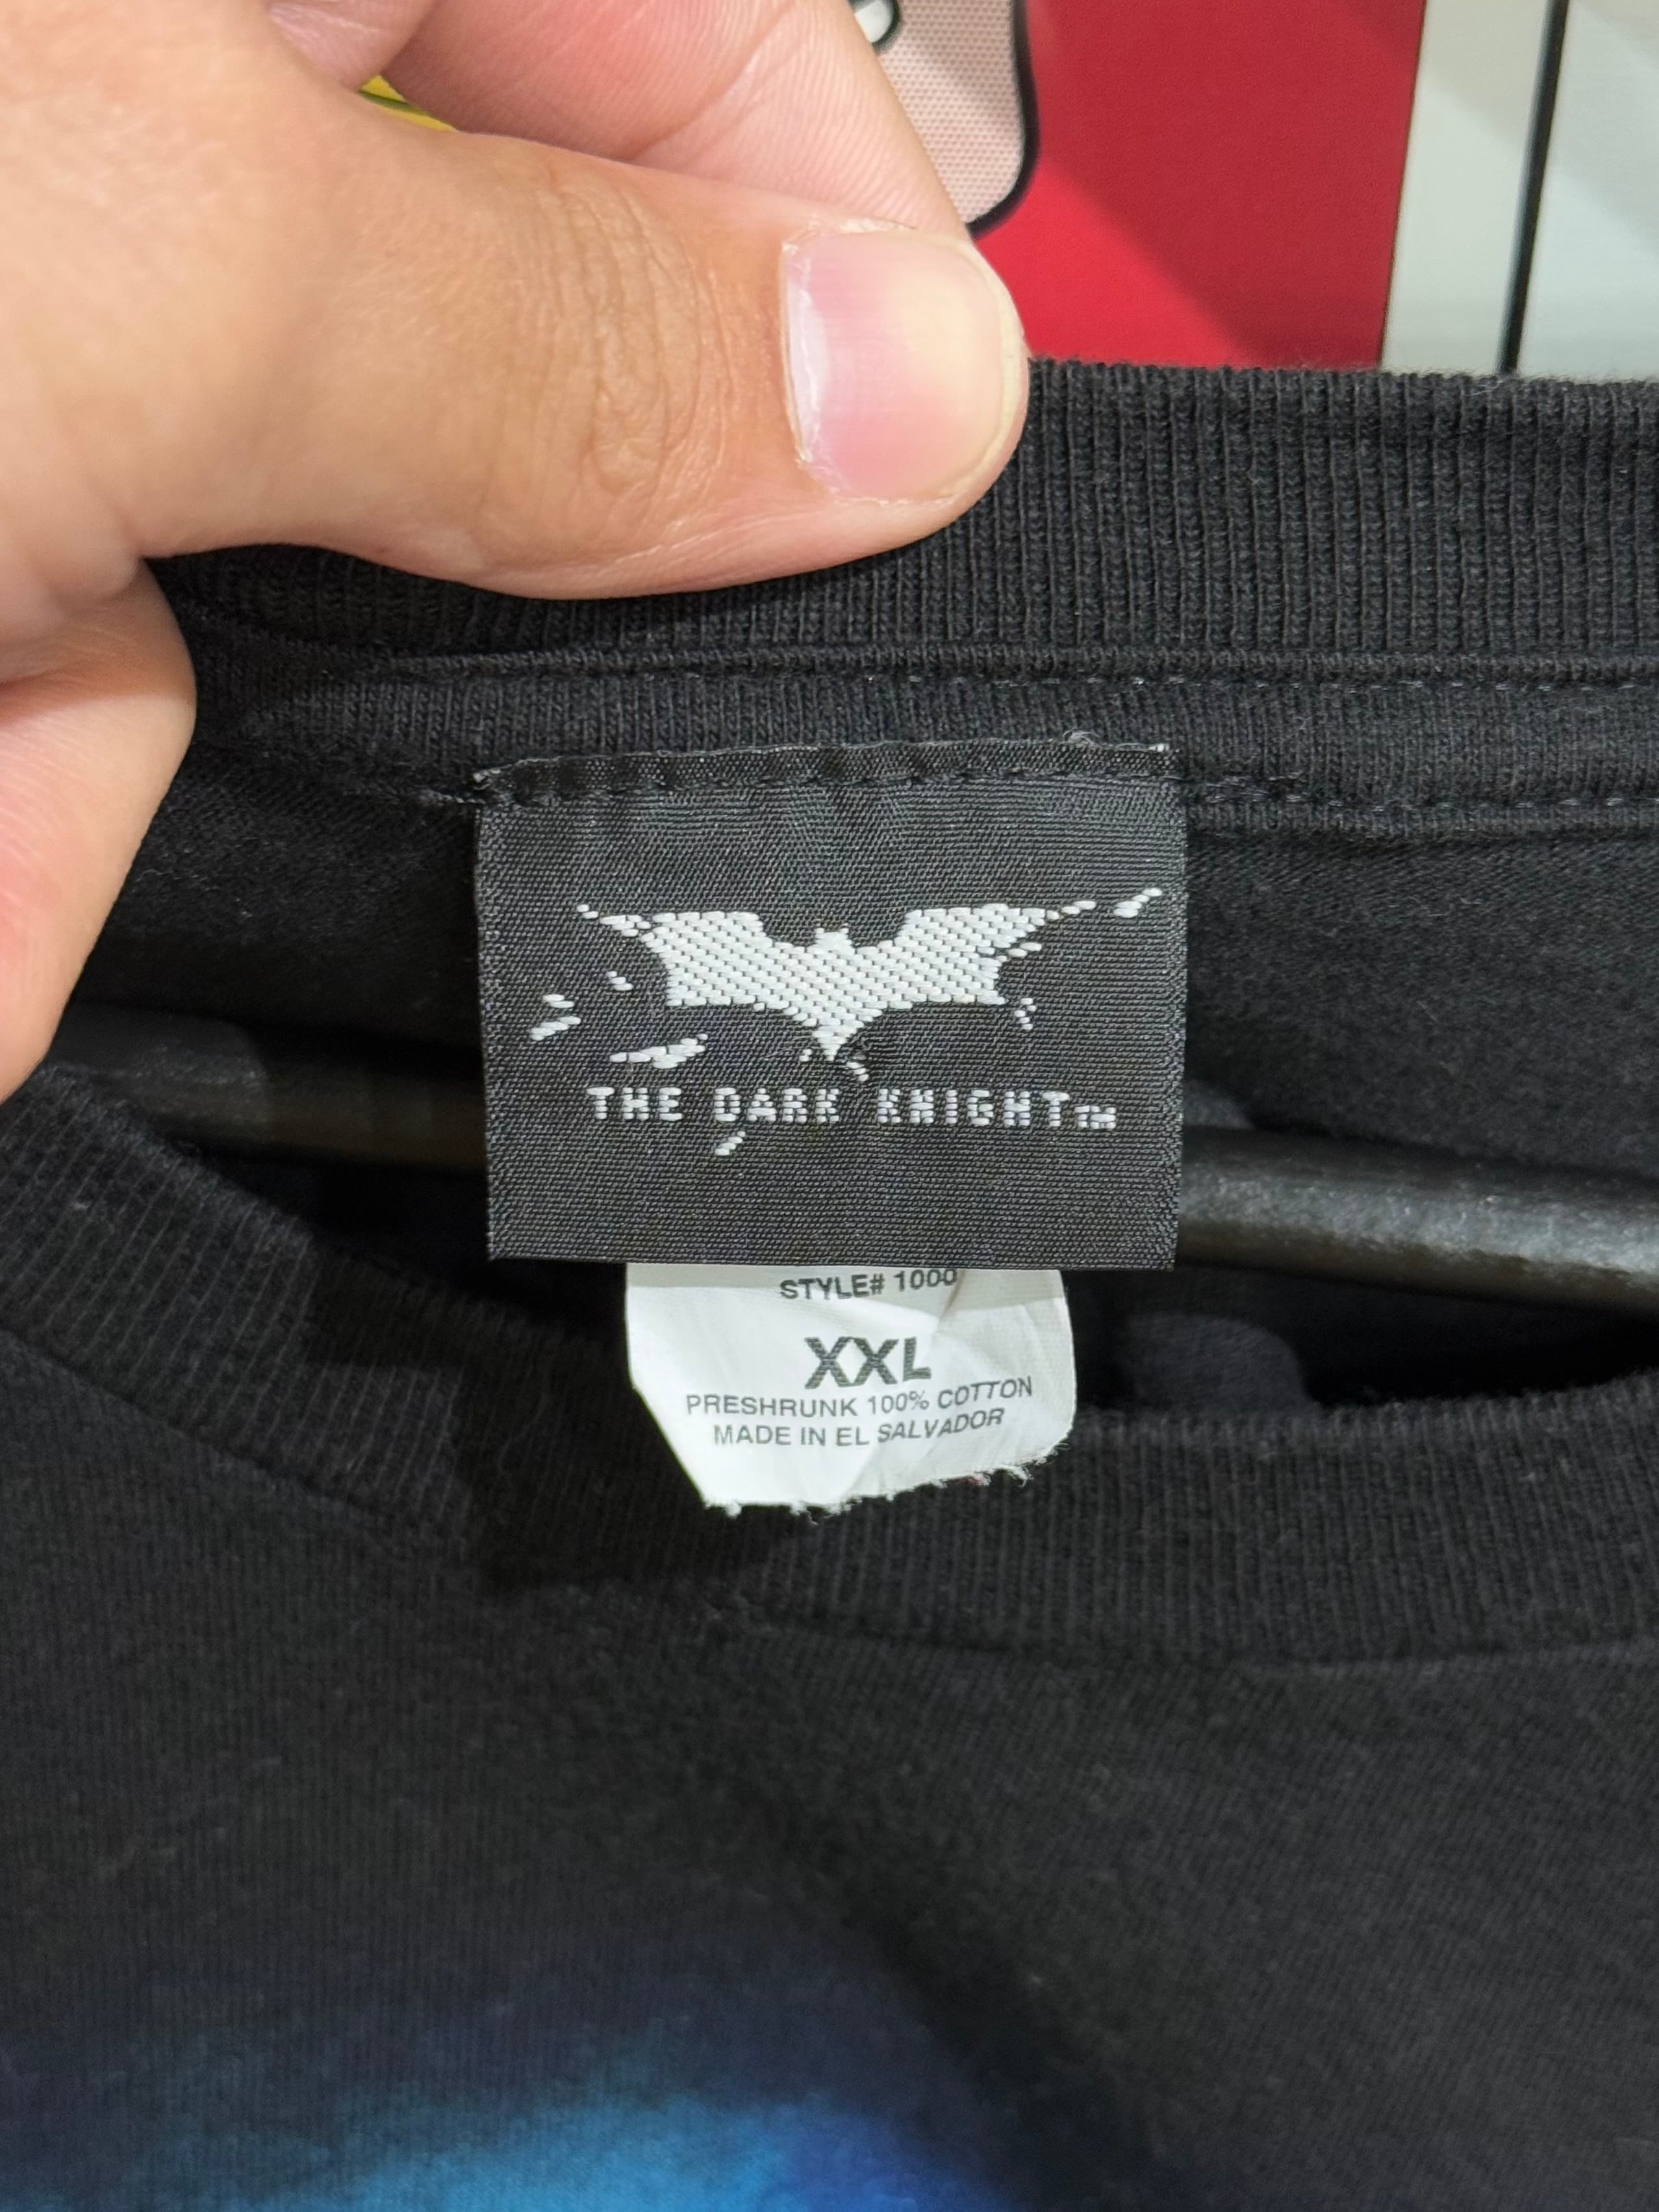 THE DARK KNIGHT™
STYLE# 1000
XXL
PRESHRUNK 100% COTTON
MADE IN EL SALVADOR